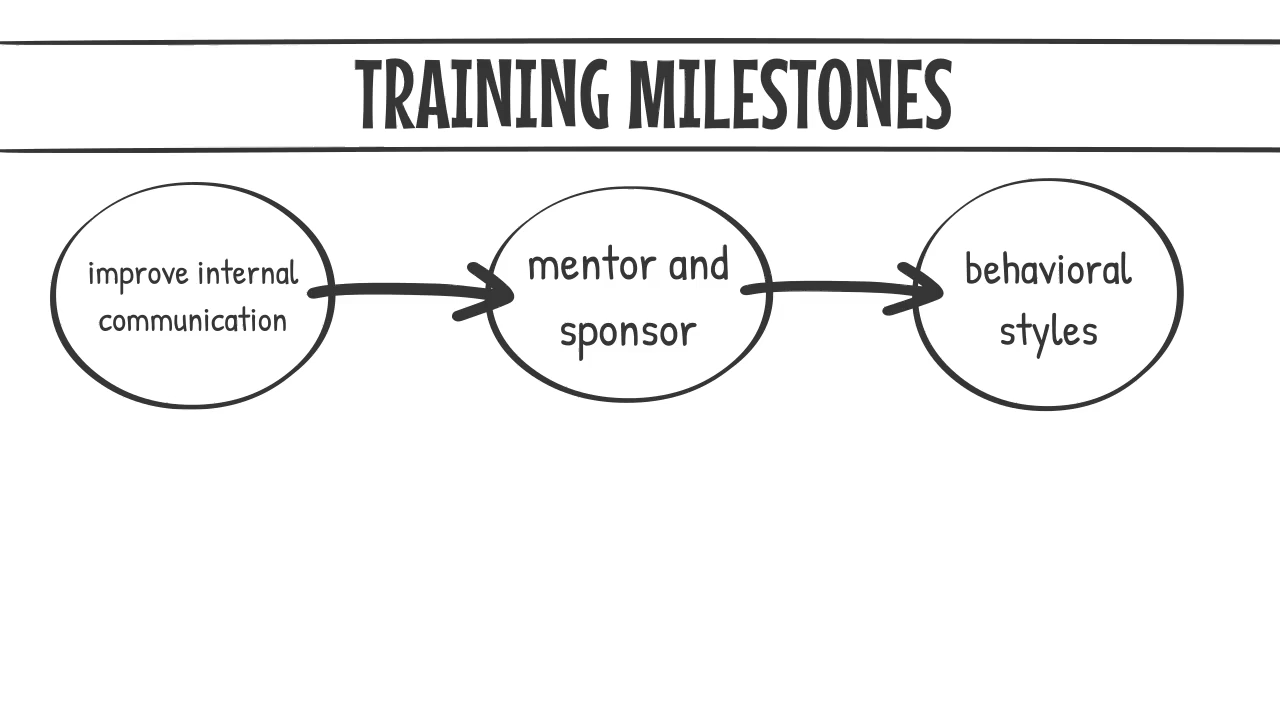 TRAINING MILESTONES
improve internal
communication
mentor and
sponsor
behavioral
styles